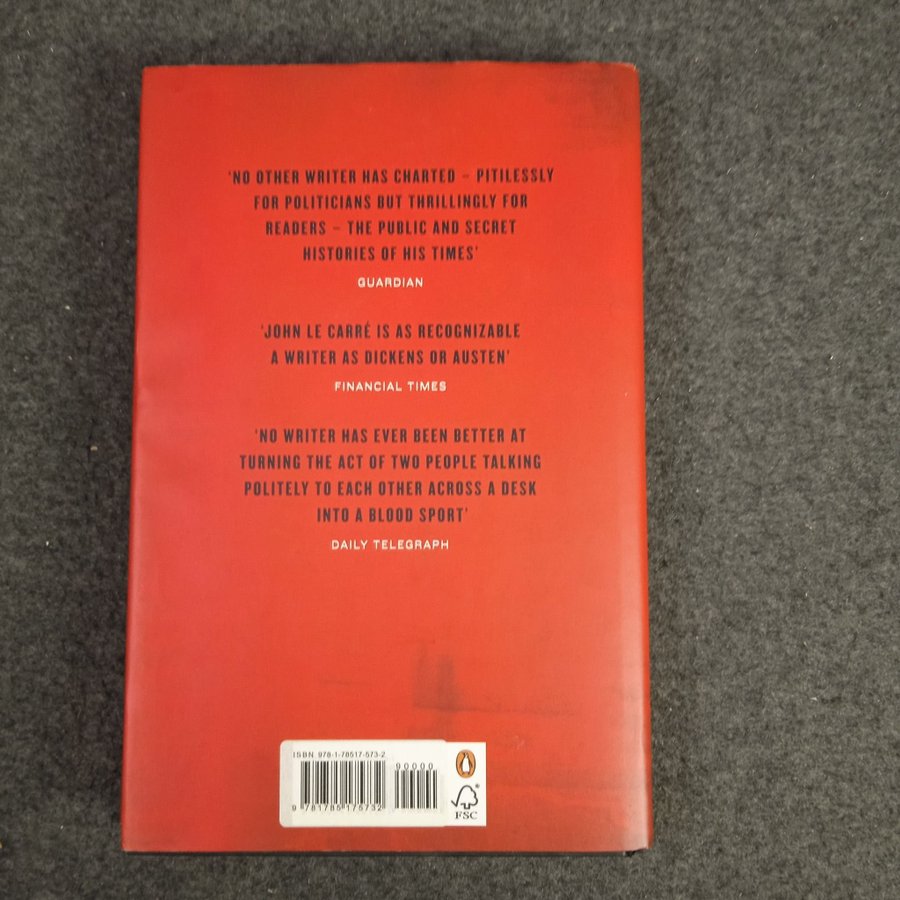 'NO OTHER WRITER HAS CHARTED – PITILESSLY
FOR POLITICIANS BUT THRILLINGLY FOR
READERS – THE PUBLIC AND SECRET
HISTORIES OF HIS TIMES'
GUARDIAN
'JOHN LE CARRÉ IS AS RECOGNIZABLE
A WRITER AS DICKENS OR AUSTEN'
FINANCIAL TIMES
'NO WRITER HAS EVER BEEN BETTER AT
TURNING THE ACT OF TWO PEOPLE TALKING
POLITELY TO EACH OTHER ACROSS A DESK
INTO A BLOOD SPORT'
DAILY TELEGRAPH
ISBN 978-1-78517-573-2
90000
9 781785 175732
FSC